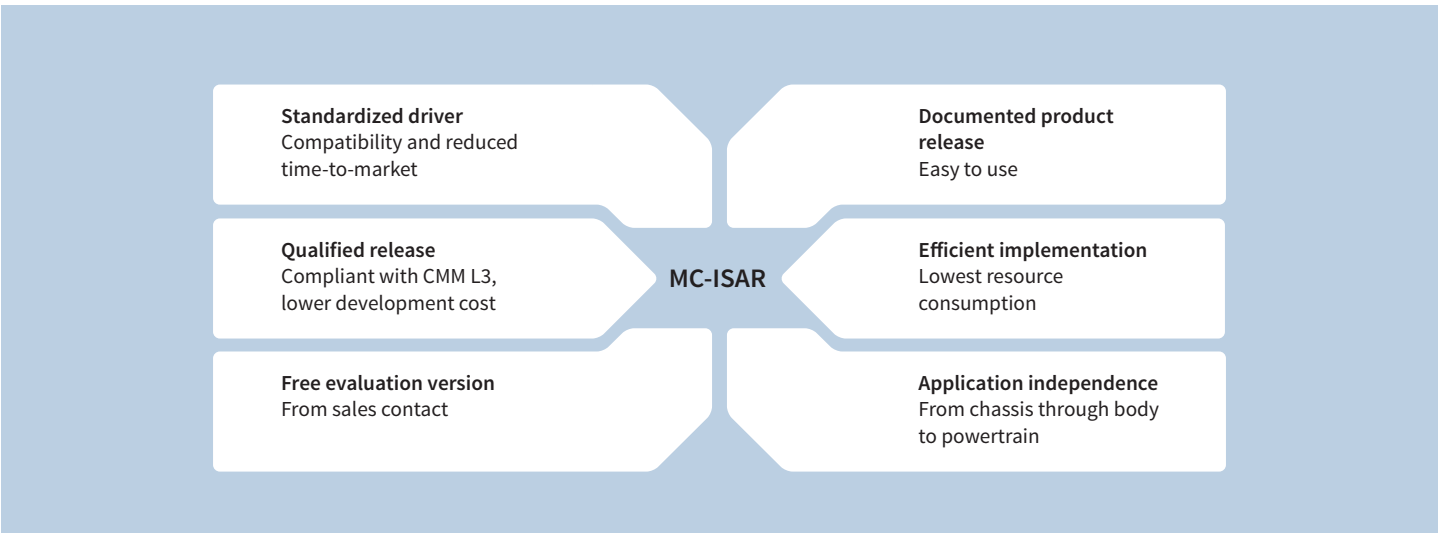 Standardized driver
Compatibility and reduced
time-to-market
Documented product
release
Easy to use
Qualified release
Compliant with CMM L3,
lower development cost
MC-ISAR
Efficient implementation
Lowest resource
consumption
Free evaluation version
From sales contact
Application independence
From chassis through body
to powertrain